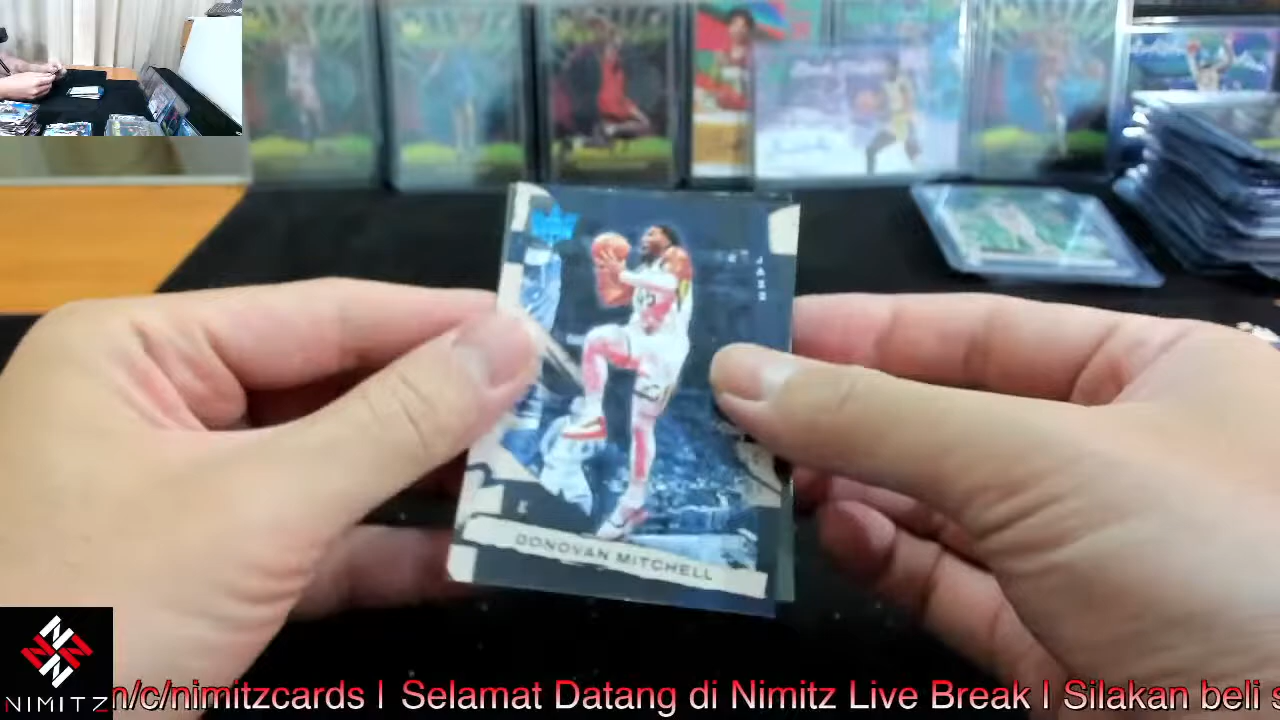 JAZZ
DONOVAN MITCHELL
NIMITZ
n/c/nimitzcards I Selamat Datang di Nimitz Live Break I Silakan beli s